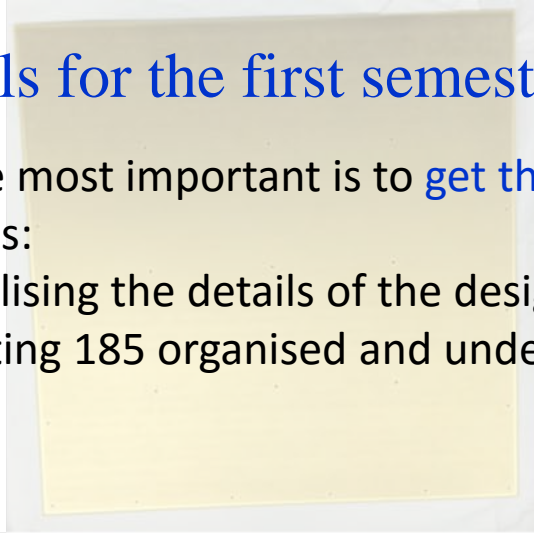 ls for the first semest
e most important is to get th
s:
lising the details of the desi
ting 185 organised and unde